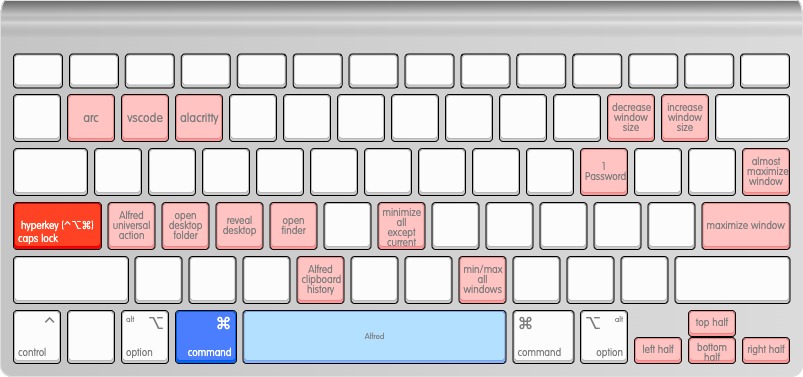 arc
vscode
alacritty
decrease
window
size
increase
window
size
1
Password
almost
maximize
window
hyperkey (^⌥⌘)
caps lock
Alfred
universal
action
open
desktop
folder
reveal
desktop
open
finder
minimize
all
except
current
maximize window
Alfred
clipboard
history
min/max
all
windows
^
control
alt ⌥
option
⌘
command
Alfred
⌘
command
⌥ alt
option
left half
top half
bottom
half
right half